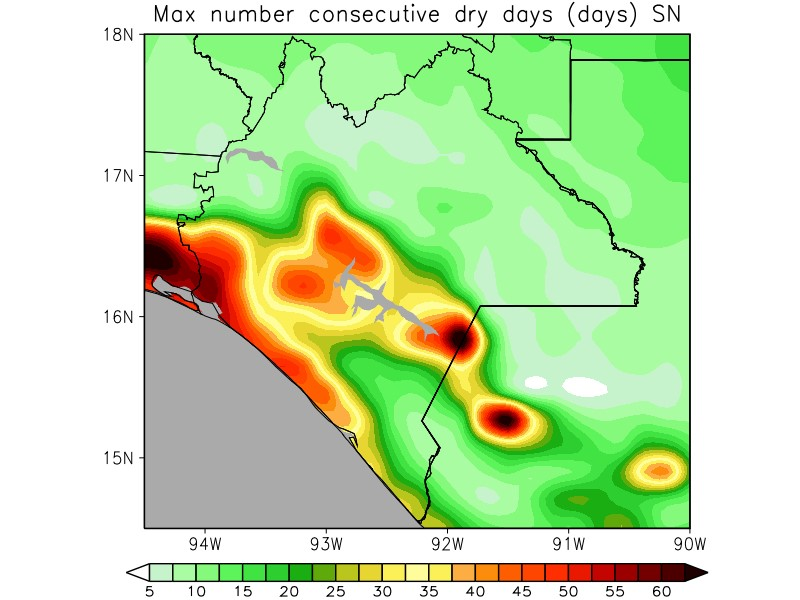 Max number consecutive dry days (days) SN
18N
17N
16N
15N
94W 93W 92W 91W 90W
5 10 15 20 25 30 35 40 45 50 55 60